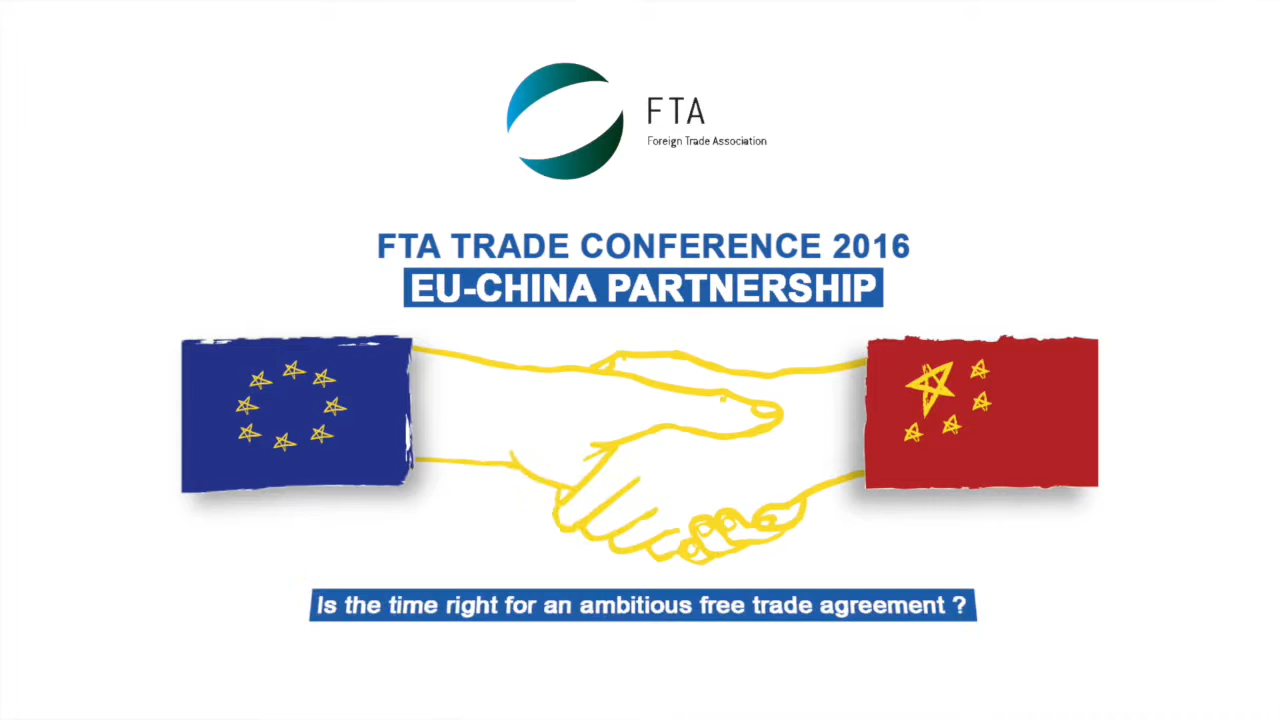 FTA
Foreign Trade Association
FTA TRADE CONFERENCE 2016
EU-CHINA PARTNERSHIP
Is the time right for an ambitious free trade agreement ?